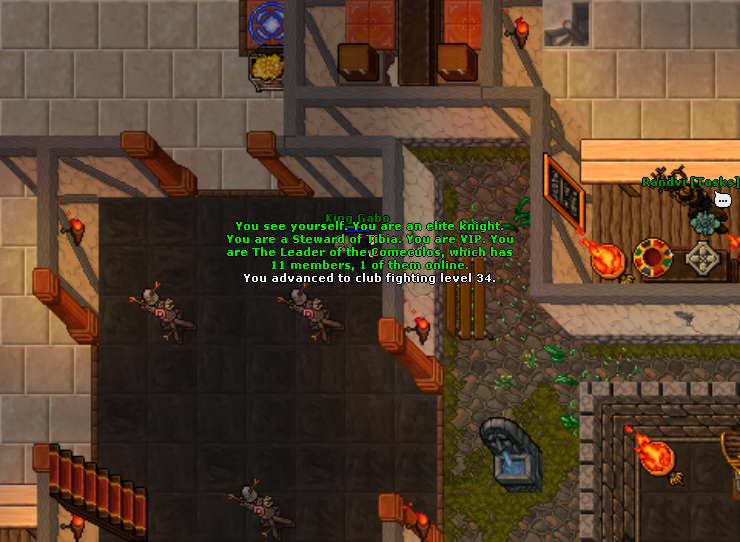 Randvi [Tasks]
King Gabo
You see yourself. You are an elite knight.
You are a Steward of Tibia. You are VIP. You
are The Leader of the Comeculos, which has
11 members, 1 of them online.
You advanced to club fighting level 34.